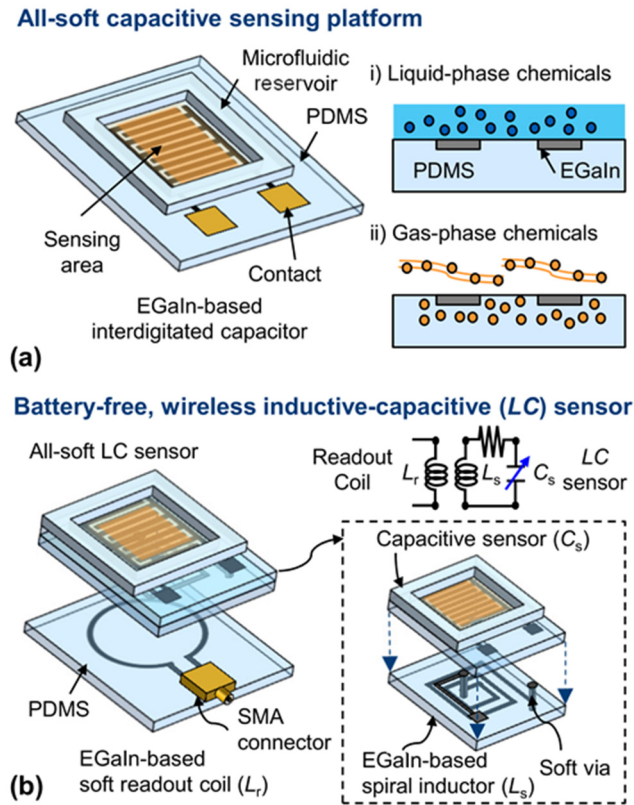 All-soft capacitive sensing platform
Microfluidic
reservoir
PDMS
Sensing
area
Contact
EGaIn-based
interdigitated capacitor
i) Liquid-phase chemicals
PDMS
EGaIn
ii) Gas-phase chemicals
(a)
Battery-free, wireless inductive-capacitive (LC) sensor
All-soft LC sensor
Readout
Coil
Lr
Ls
Cs
LC
sensor
Capacitive sensor (Cs)
PDMS
SMA
connector
EGaIn-based
soft readout coil (Lr)
EGaIn-based
spiral inductor (Ls)
Soft via
(b)